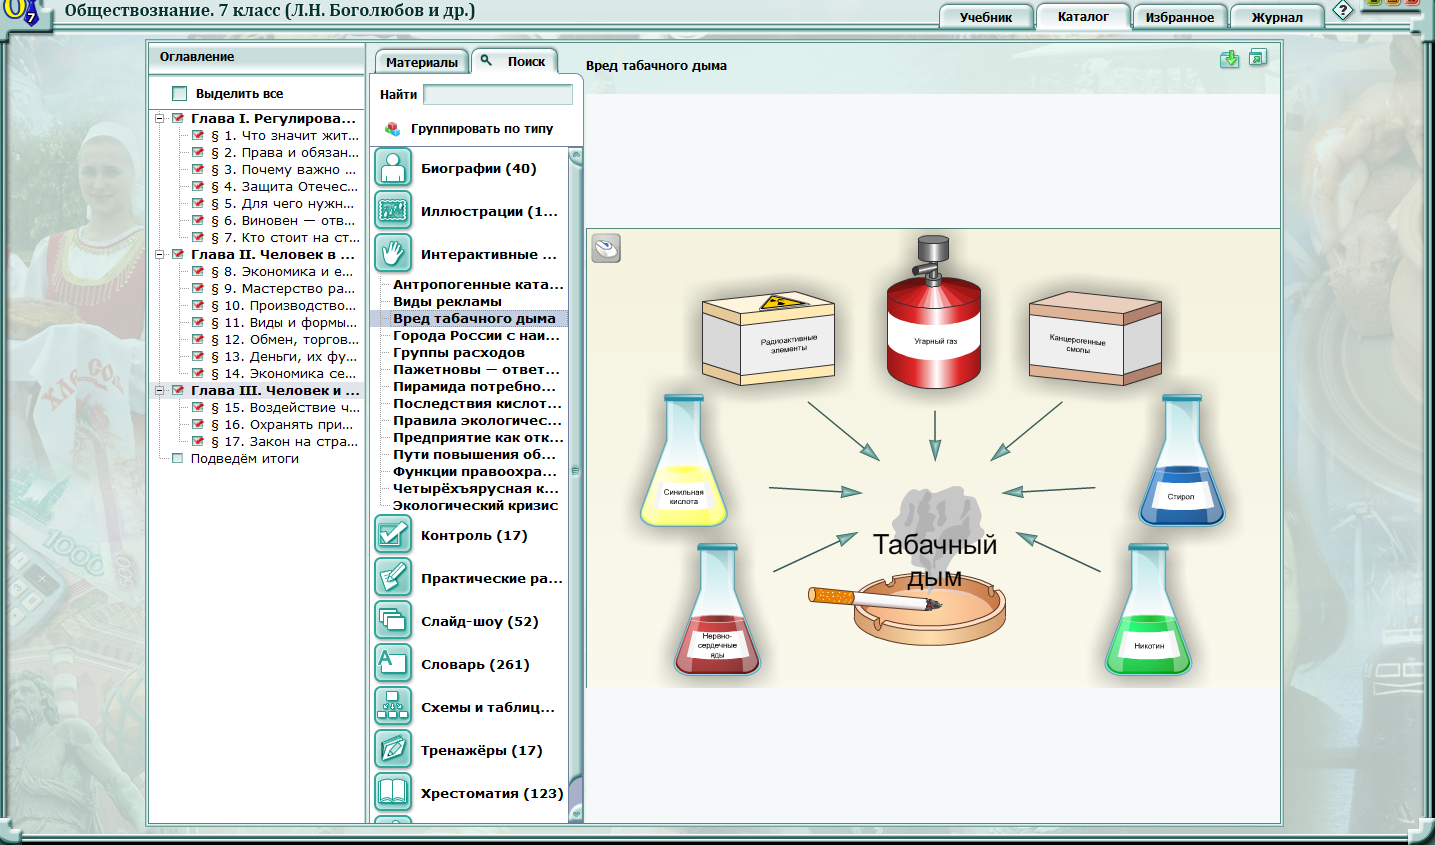 Обществознание. 7 класс (Л.Н. Боголюбов и др.)
7
Учебник
Каталог
Избранное
Журнал
?
Оглавление
Выделить все
Глава I. Регулирова...
§ 1. Что значит жит...
§ 2. Права и обязан...
§ 3. Почему важно ...
§ 4. Защита Отечес...
§ 5. Для чего нужн...
§ 6. Виновен — отв...
§ 7. Кто стоит на ст...
Глава II. Человек в ...
§ 8. Экономика и е...
§ 9. Мастерство ра...
§ 10. Производство...
§ 11. Виды и формы...
§ 12. Обмен, торгов...
§ 13. Деньги, их фу...
§ 14. Экономика се...
Глава III. Человек и ...
§ 15. Воздействие ч...
§ 16. Охранять при...
§ 17. Закон на стра...
Подведём итоги
Материалы
Поиск
Найти
Группировать по типу
Биографии (40)
Иллюстрации (1...
Интерактивные ...
Антропогенные ката...
Виды рекламы
Вред табачного дыма
Города России с наи...
Группы расходов
Пажетновы — ответ...
Пирамида потребно...
Последствия кислот...
Правила экологичес...
Предприятие как отк...
Пути повышения об...
Функции правоохра...
Четырёхъярусная к...
Экологический кризис
Контроль (17)
Практические ра...
Слайд-шоу (52)
Словарь (261)
Схемы и таблиц...
Тренажёры (17)
Хрестоматия (123)
Вред табачного дыма
Радиоактивные
элементы
Угарный газ
Канцерогенные
смолы
Синильная
кислота
Стирол
Табачный
дым
Нервно-
сердечные
яды
Никотин
1000